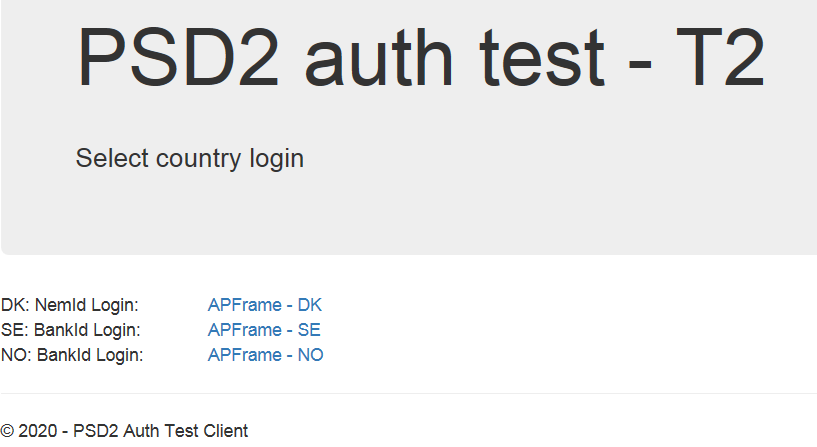 PSD2 auth test - T2
Select country login
DK: NemId Login: APFrame - DK
SE: BankId Login: APFrame - SE
NO: BankId Login: APFrame - NO
© 2020 - PSD2 Auth Test Client